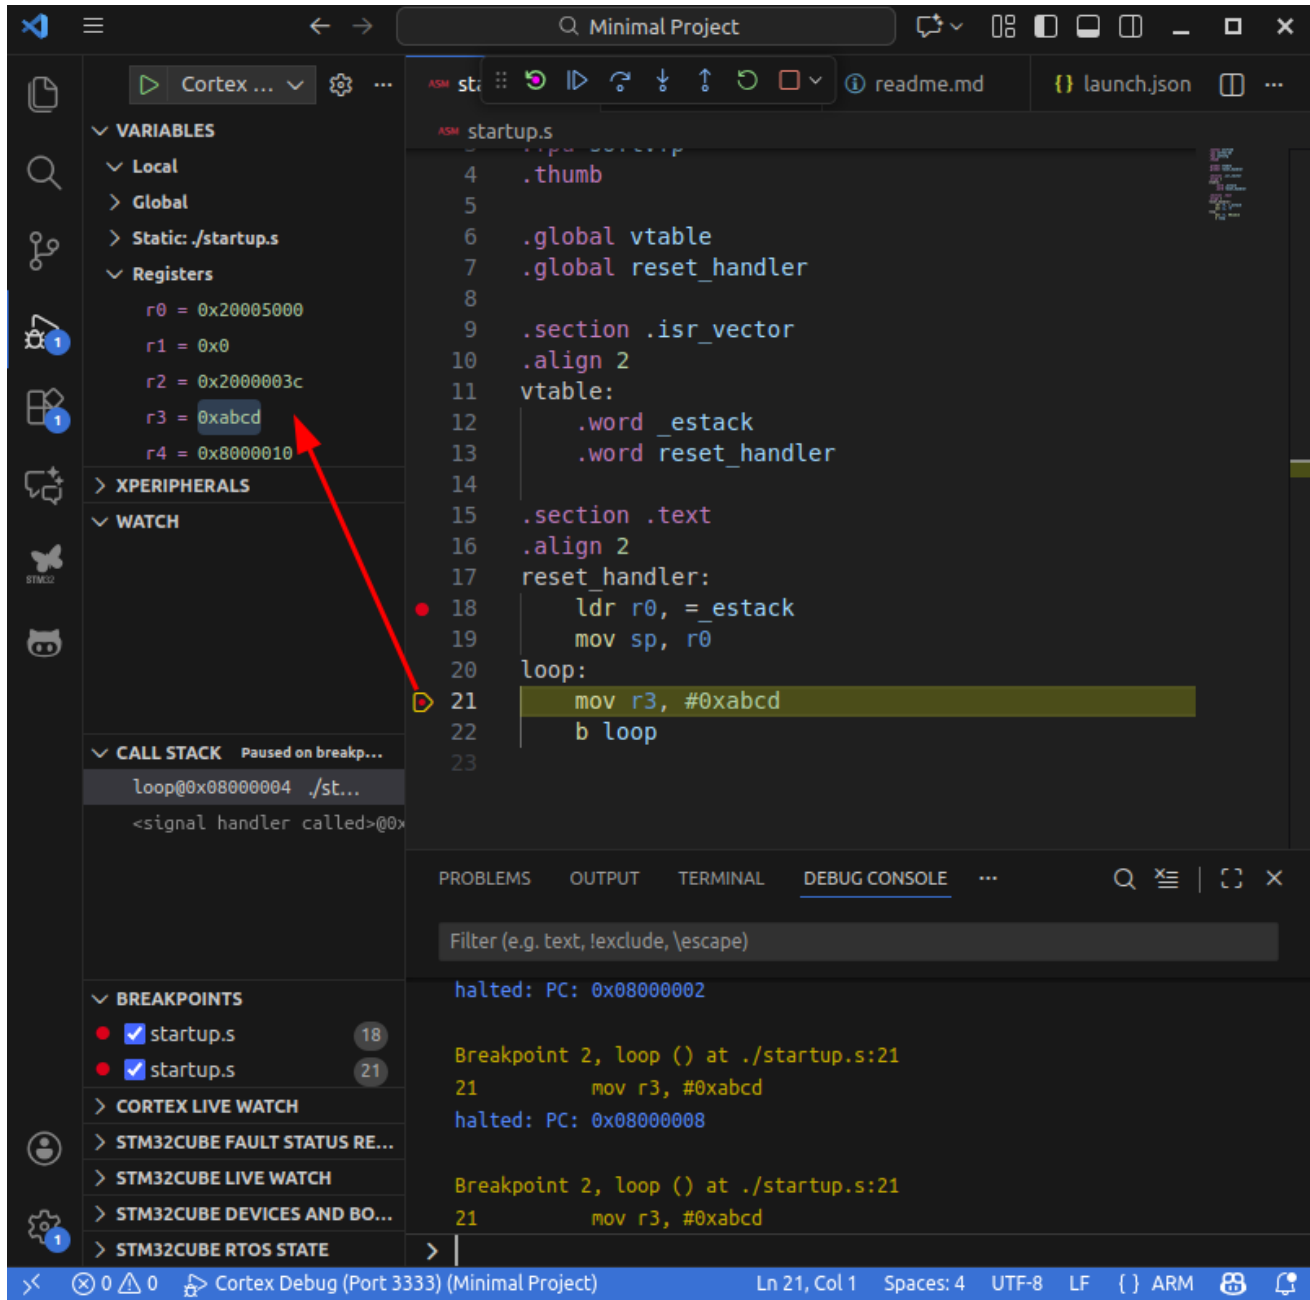 Minimal Project
Cortex ...
VARIABLES
Local
Global
Static: ./startup.s
Registers
r0 = 0x20005000
r1 = 0x0
r2 = 0x2000003c
r3 = 0xabcd
r4 = 0x8000010
XPERIPHERALS
WATCH
CALL STACK Paused on breakp...
loop@0x08000004 ./st...
<signal handler called>@0x
BREAKPOINTS
startup.s 18
startup.s 21
CORTEX LIVE WATCH
STM32CUBE FAULT STATUS RE...
STM32CUBE LIVE WATCH
STM32CUBE DEVICES AND BO...
STM32CUBE RTOS STATE
1
1
STM32
1
ASM
readme.md
{} launch.json
ASM startup.s
4 .thumb
5
6 .global vtable
7 .global reset_handler
8
9 .section .isr_vector
10 .align 2
11 vtable:
12 .word _estack
13 .word reset_handler
14
15 .section .text
16 .align 2
17 reset_handler:
18 ldr r0, =_estack
19 mov sp, r0
20 loop:
21 mov r3, #0xabcd
22 b loop
23
PROBLEMS OUTPUT TERMINAL DEBUG CONSOLE ...
Filter (e.g. text, !exclude, \escape)
halted: PC: 0x08000002
Breakpoint 2, loop () at ./startup.s:21
21 mov r3, #0xabcd
halted: PC: 0x08000008
Breakpoint 2, loop () at ./startup.s:21
21 mov r3, #0xabcd
>
0 0 Cortex Debug (Port 3333) (Minimal Project) Ln 21, Col 1 Spaces: 4 UTF-8 LF {} ARM